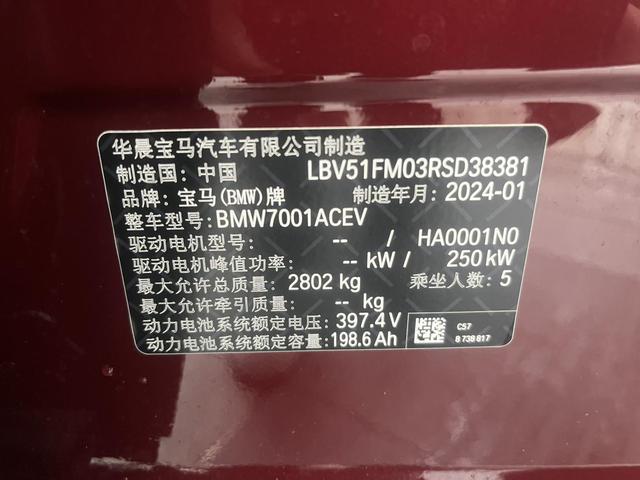 华晨宝马汽车有限公司制造
制造国：中国 LBV51FM03RSD38381
品牌：宝马(BMW)牌 制造年月：2024-01
整车型号：BMW7001ACEV
驱动电机型号： -- / HA0001N0
驱动电机峰值功率： -- kW / 250 kW
最大允许总质量：2802 kg 乘坐人数：5
最大允许牵引质量： -- kg
动力电池系统额定电压：397.4V
动力电池系统额定容量：198.6Ah
C57
8 738 817